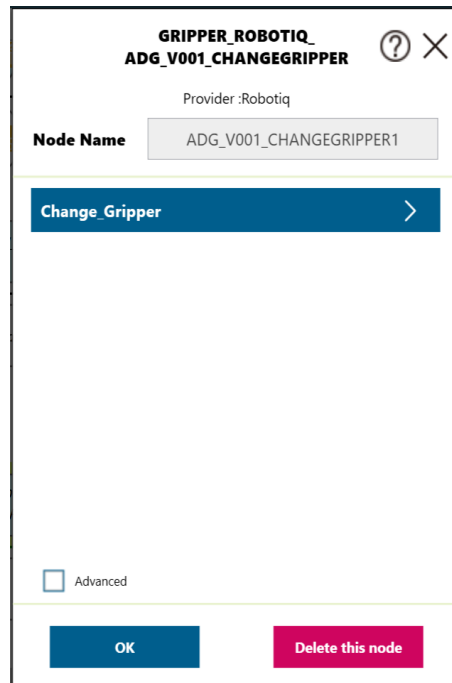 GRIPPER_ROBOTIQ_
ADG_V001_CHANGEGRIPPER
Provider :Robotiq
Node Name
ADG_V001_CHANGEGRIPPER1
Change_Gripper
Advanced
OK
Delete this node